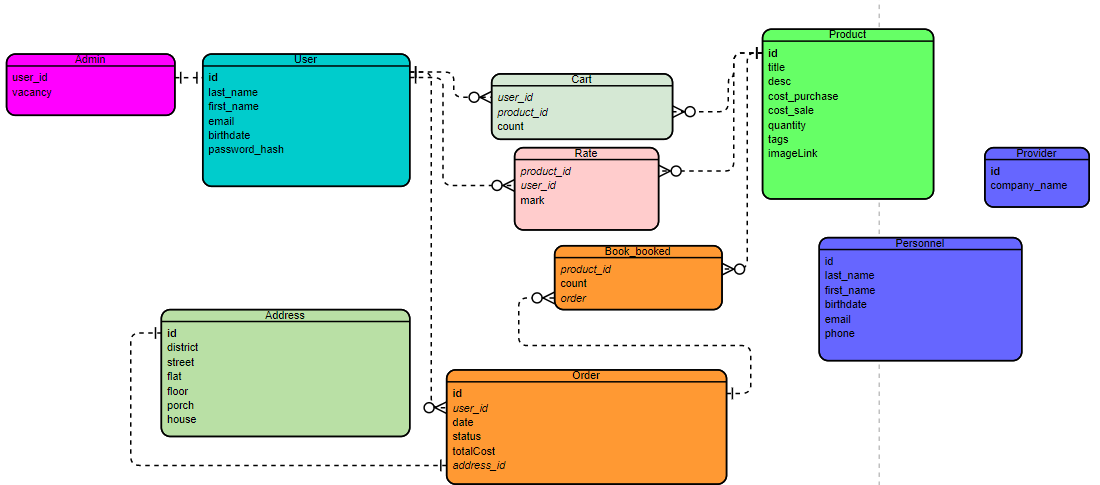 Admin
user_id
vacancy
User
id
last_name
first_name
email
birthdate
password_hash
Cart
user_id
product_id
count
Rate
product_id
user_id
mark
Product
id
title
desc
cost_purchase
cost_sale
quantity
tags
imageLink
Provider
id
company_name
Personnel
id
last_name
first_name
birthdate
email
phone
Book_booked
product_id
count
order
Address
id
district
street
flat
floor
porch
house
Order
id
user_id
date
status
totalCost
address_id